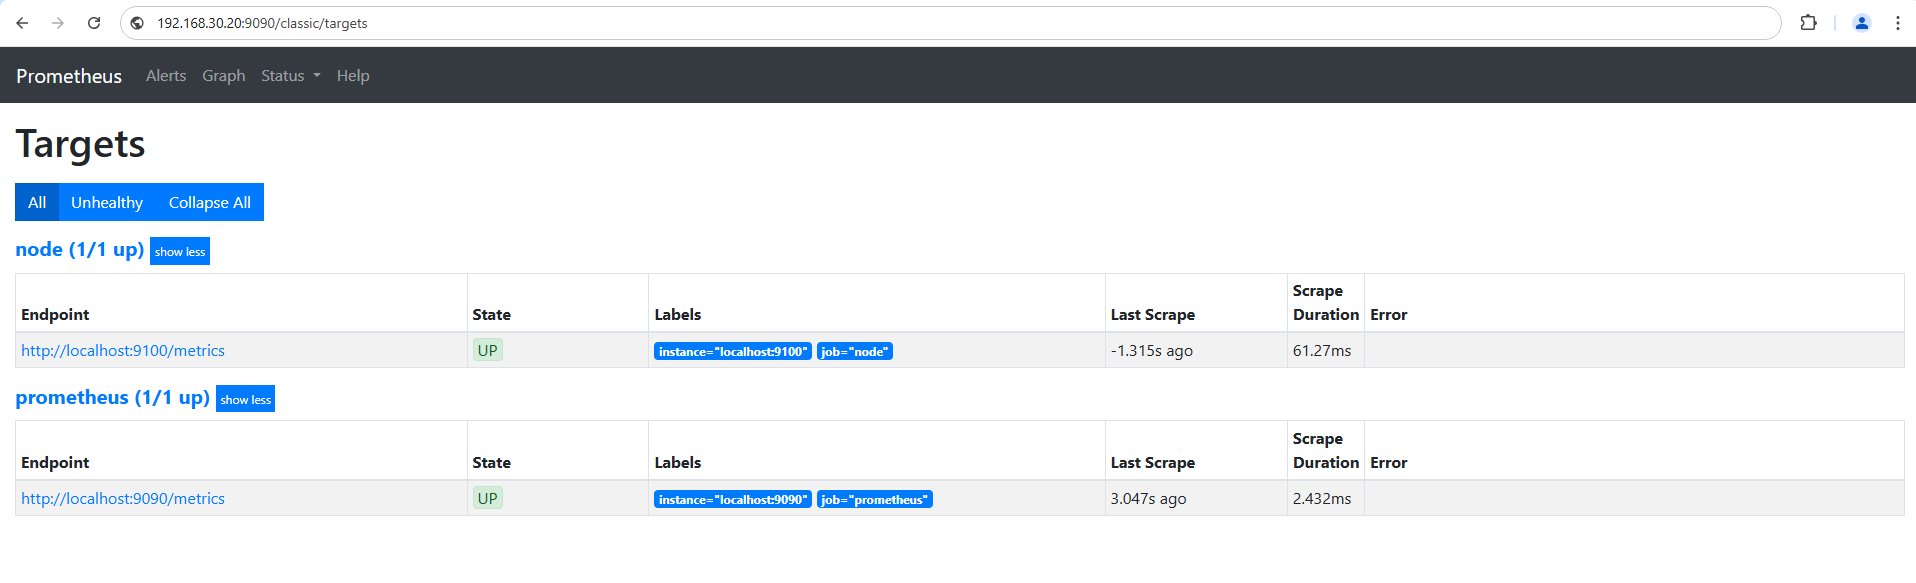 192.168.30.20:9090/classic/targets
Prometheus Alerts Graph Status Help
Targets
All Unhealthy Collapse All
node (1/1 up) show less
Endpoint State Labels Last Scrape Scrape Duration Error
http://localhost:9100/metrics UP instance="localhost:9100" job="node" -1.315s ago 61.27ms
prometheus (1/1 up) show less
Endpoint State Labels Last Scrape Scrape Duration Error
http://localhost:9090/metrics UP instance="localhost:9090" job="prometheus" 3.047s ago 2.432ms